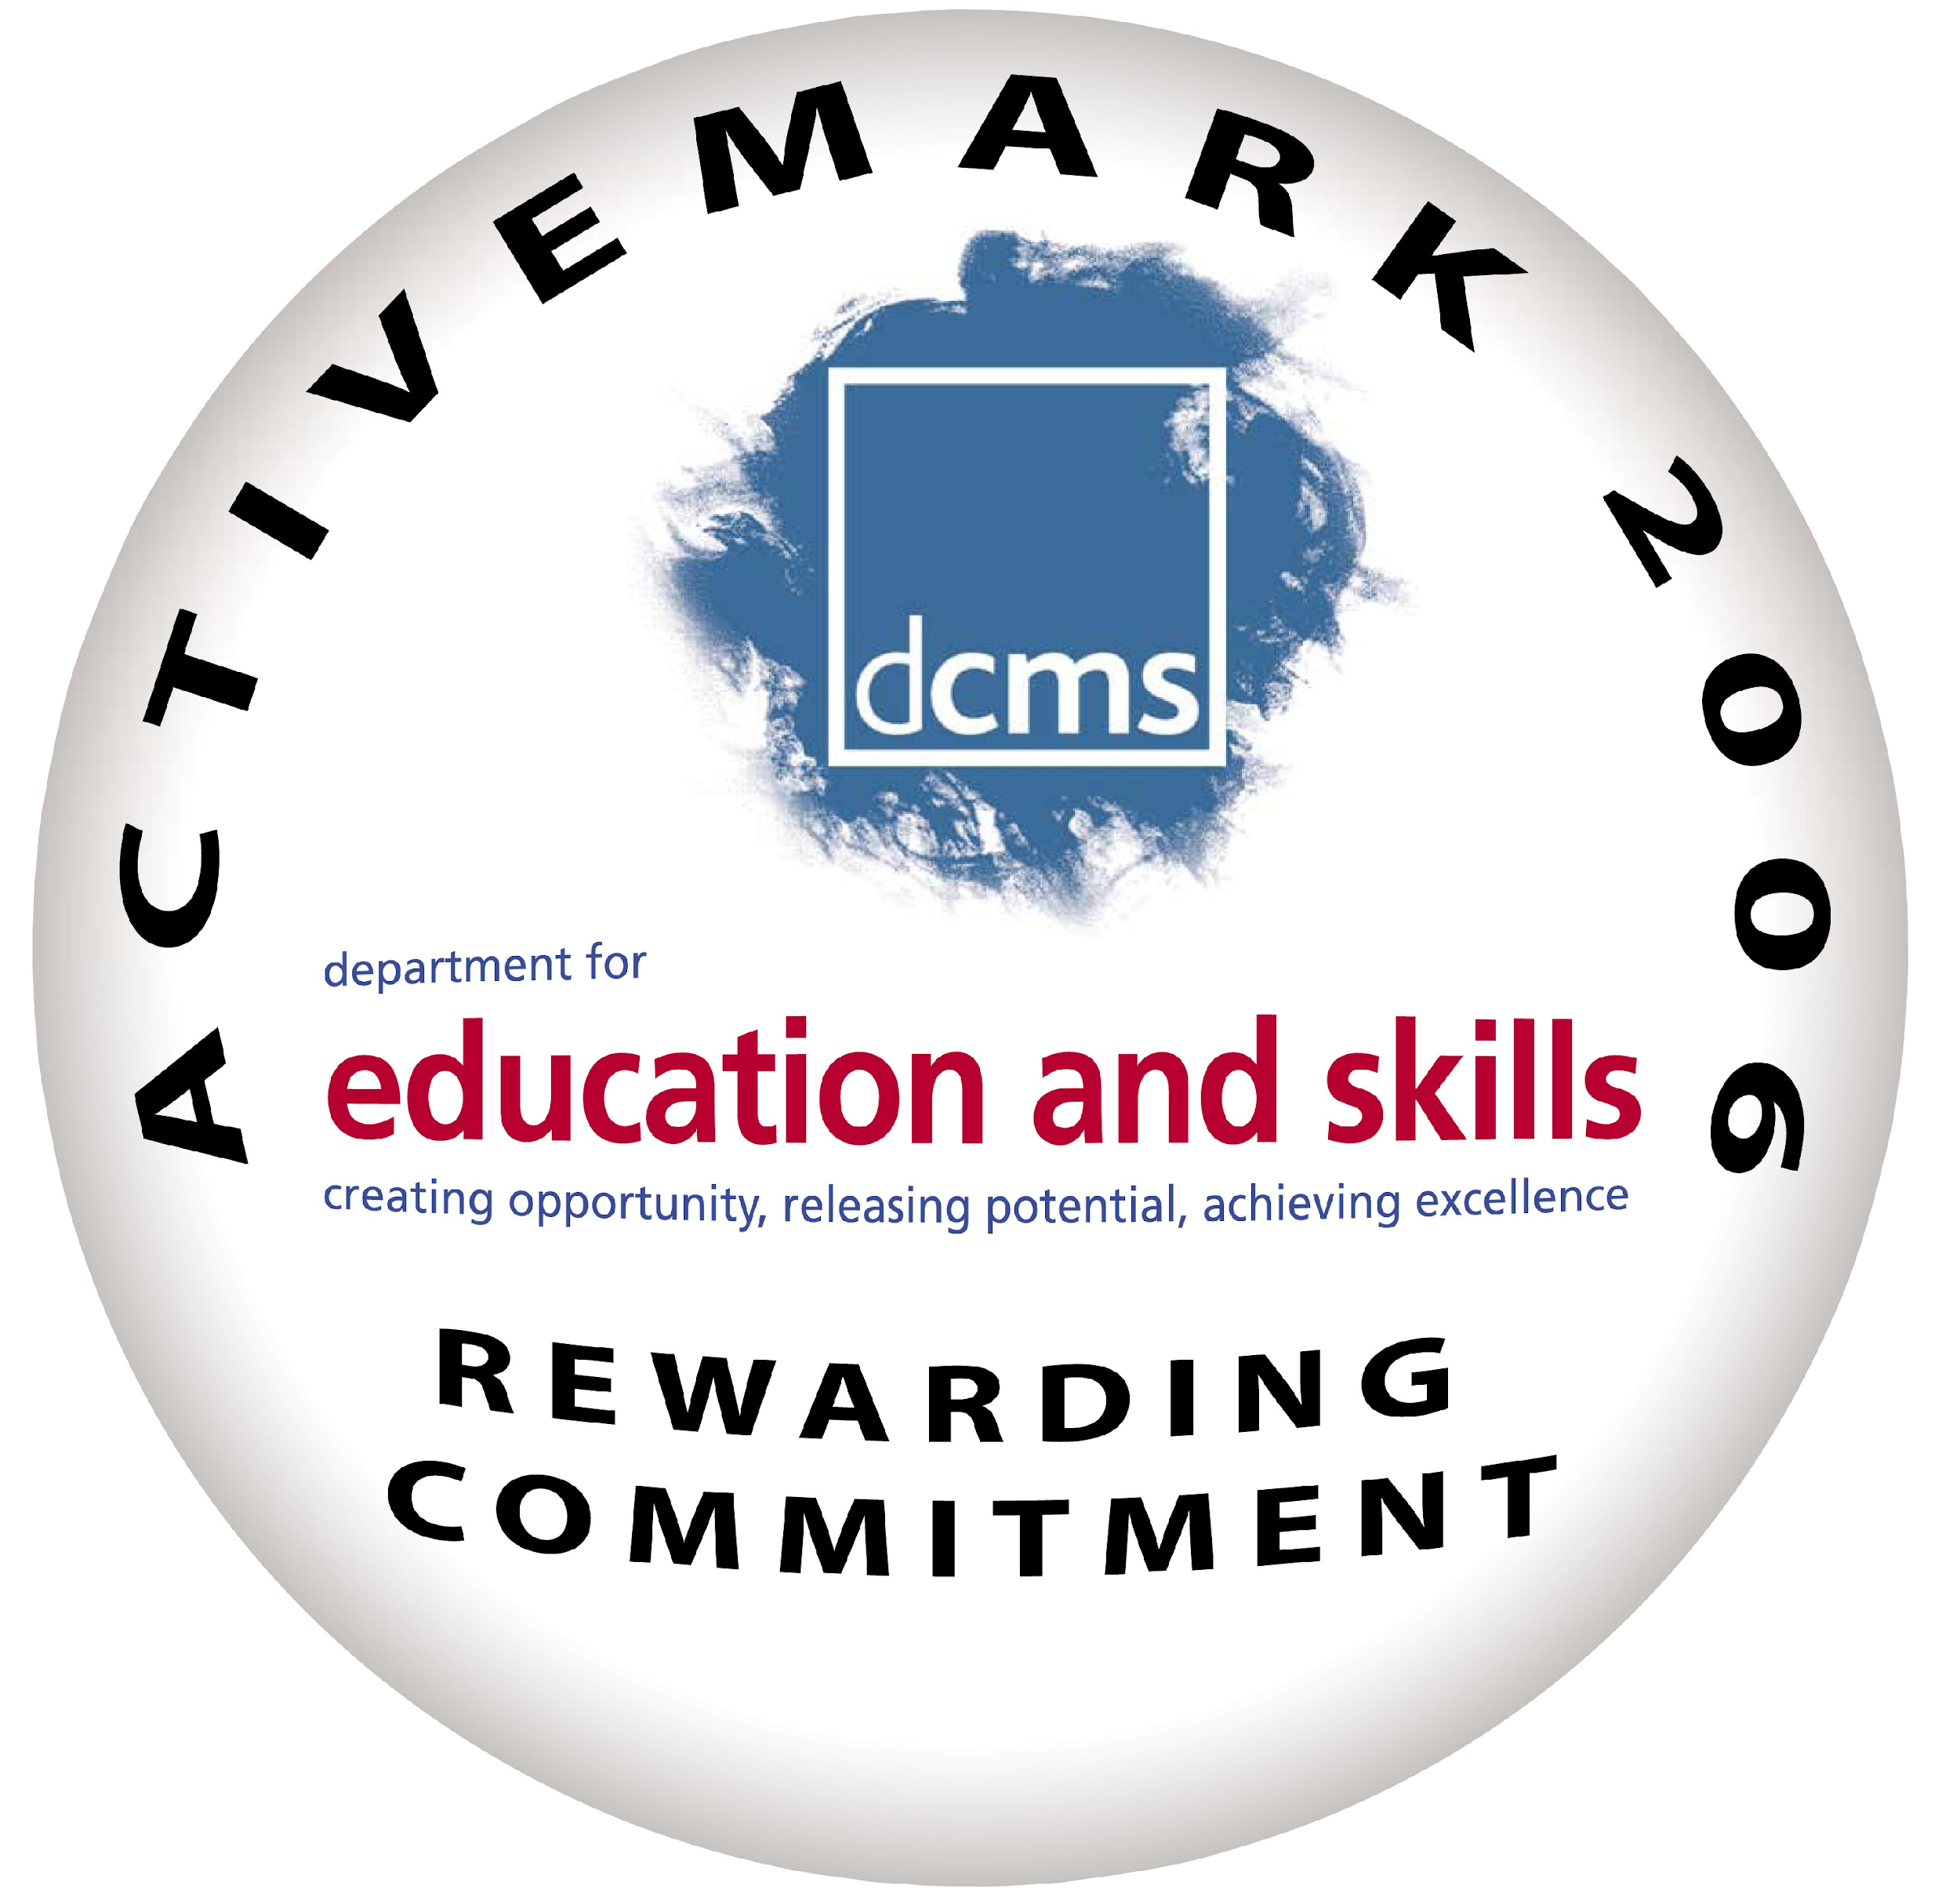 ACTIVEMARK 2006
dcms
department for
education and skills
creating opportunity, releasing potential, achieving excellence
REWARDING
COMMITMENT